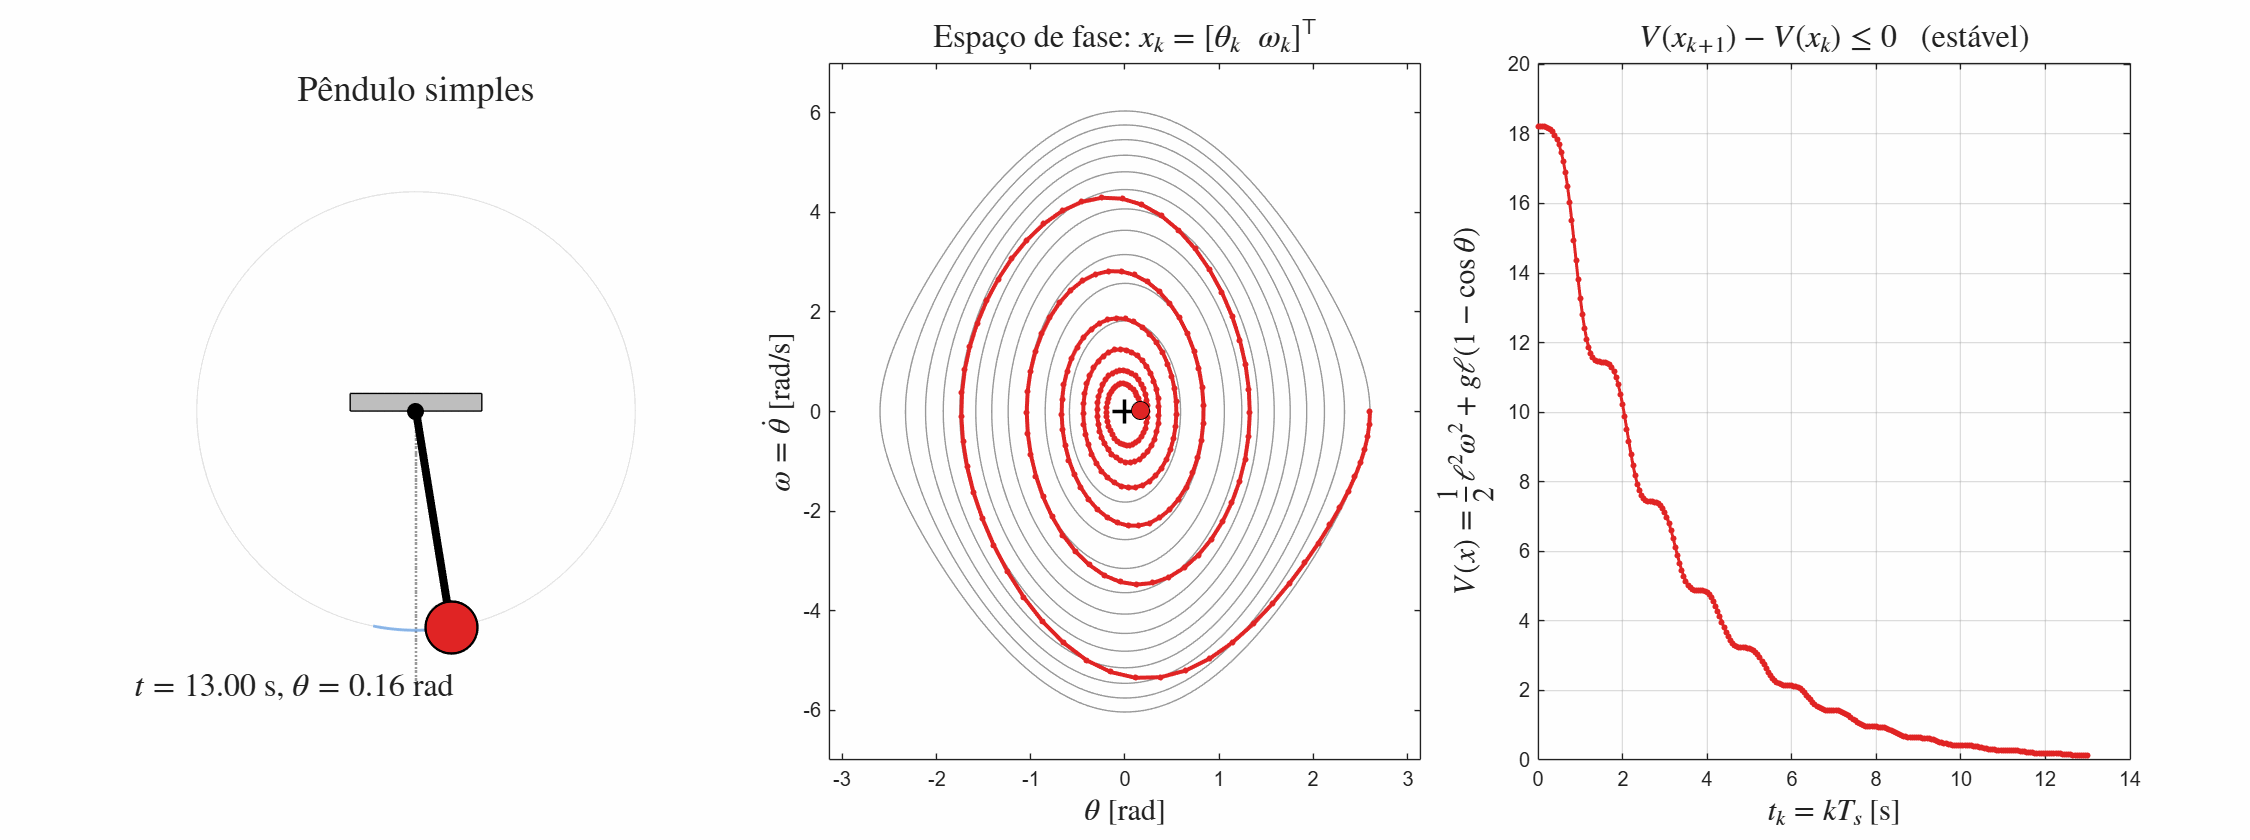 Pêndulo simples
t = 13.00 s, θ = 0.16 rad
Espaço de fase: x_k = [θ_k ω_k]^⊤
ω = θ̇ [rad/s]
6
4
2
0
-2
-4
-6
-3 -2 -1 0 1 2 3
θ [rad]
V(x_{k+1}) − V(x_k) ≤ 0 (estável)
V(x) = \frac{1}{2}ℓ^2ω^2 + gℓ(1 − cos θ)
20
18
16
14
12
10
8
6
4
2
0
0 2 4 6 8 10 12 14
t_k = kT_s [s]